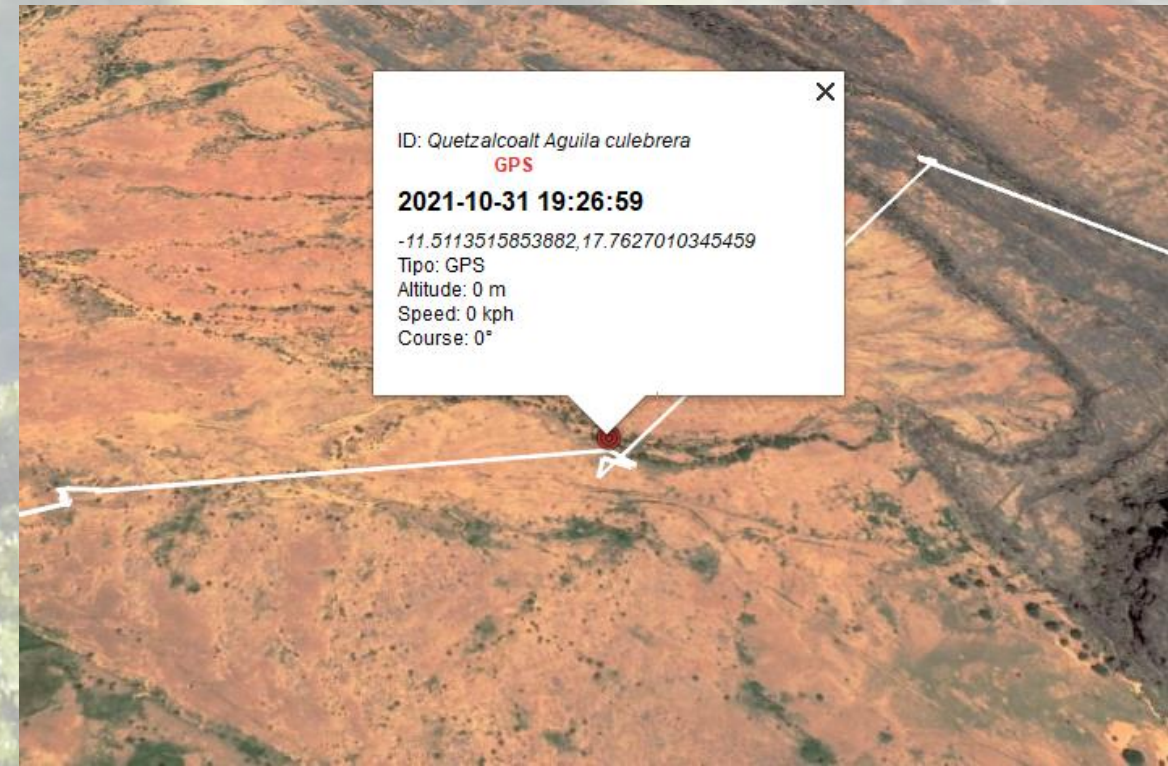 ID: Quetzalcoalt Aguila culebrera
GPS
2021-10-31 19:26:59
-11.5113515853882,17.7627010345459
Tipo: GPS
Altitude: 0 m
Speed: 0 kph
Course: 0°